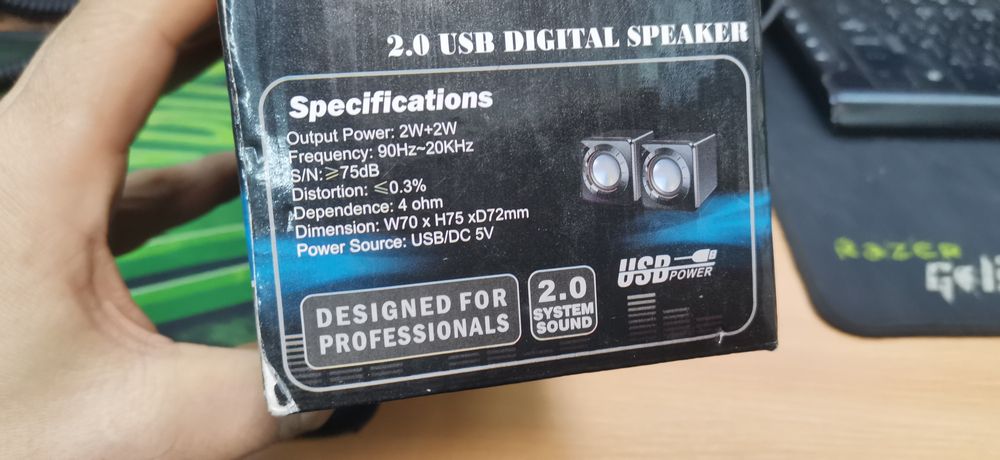 2.0 USB DIGITAL SPEAKER
Specifications
Output Power: 2W+2W
Frequency: 90Hz~20KHz
S/N:≥75dB
Distortion: ≤0.3%
Dependence: 4 ohm
Dimension: W70 x H75 xD72mm
Power Source: USB/DC 5V
USB POWER
DESIGNED FOR
PROFESSIONALS
2.0
SYSTEM
SOUND
RAZER